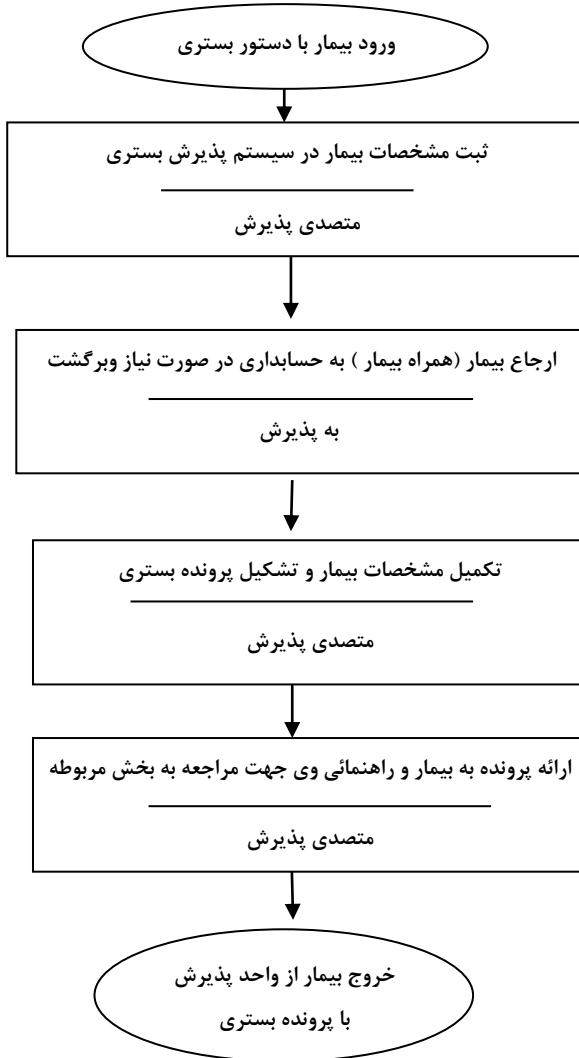 ورود بیمار با دستور بستری
ثبت مشخصات بیمار در سیستم پذیرش بستری
متصدی پذیرش
ارجاع بیمار (همراه بیمار ) به حسابداری در صورت نیاز وبرگشت
به پذیرش
تکمیل مشخصات بیمار و تشکیل پرونده بستری
متصدی پذیرش
ارائه پرونده به بیمار و راهنمائی وی جهت مراجعه به بخش مربوطه
متصدی پذیرش
خروج بیمار از واحد پذیرش
با پرونده بستری